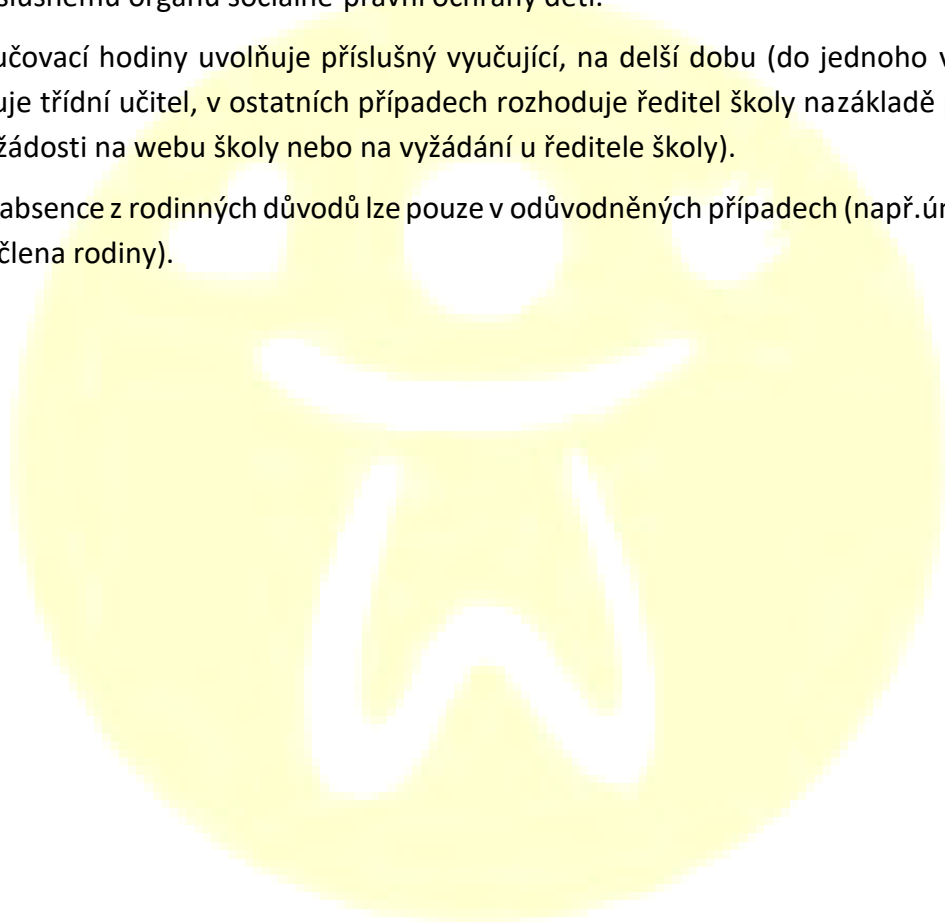 slušnému orgánu sociálně-právní ochrany dětí.
učovací hodiny uvolňuje příslušný vyučující, na delší dobu (do jednoho v
uje třídní učitel, v ostatních případech rozhoduje ředitel školy nazákladě
žádosti na webu školy nebo na vyžádání u ředitele školy).
absence z rodinných důvodů lze pouze v odůvodněných případech (např.úr
člena rodiny).